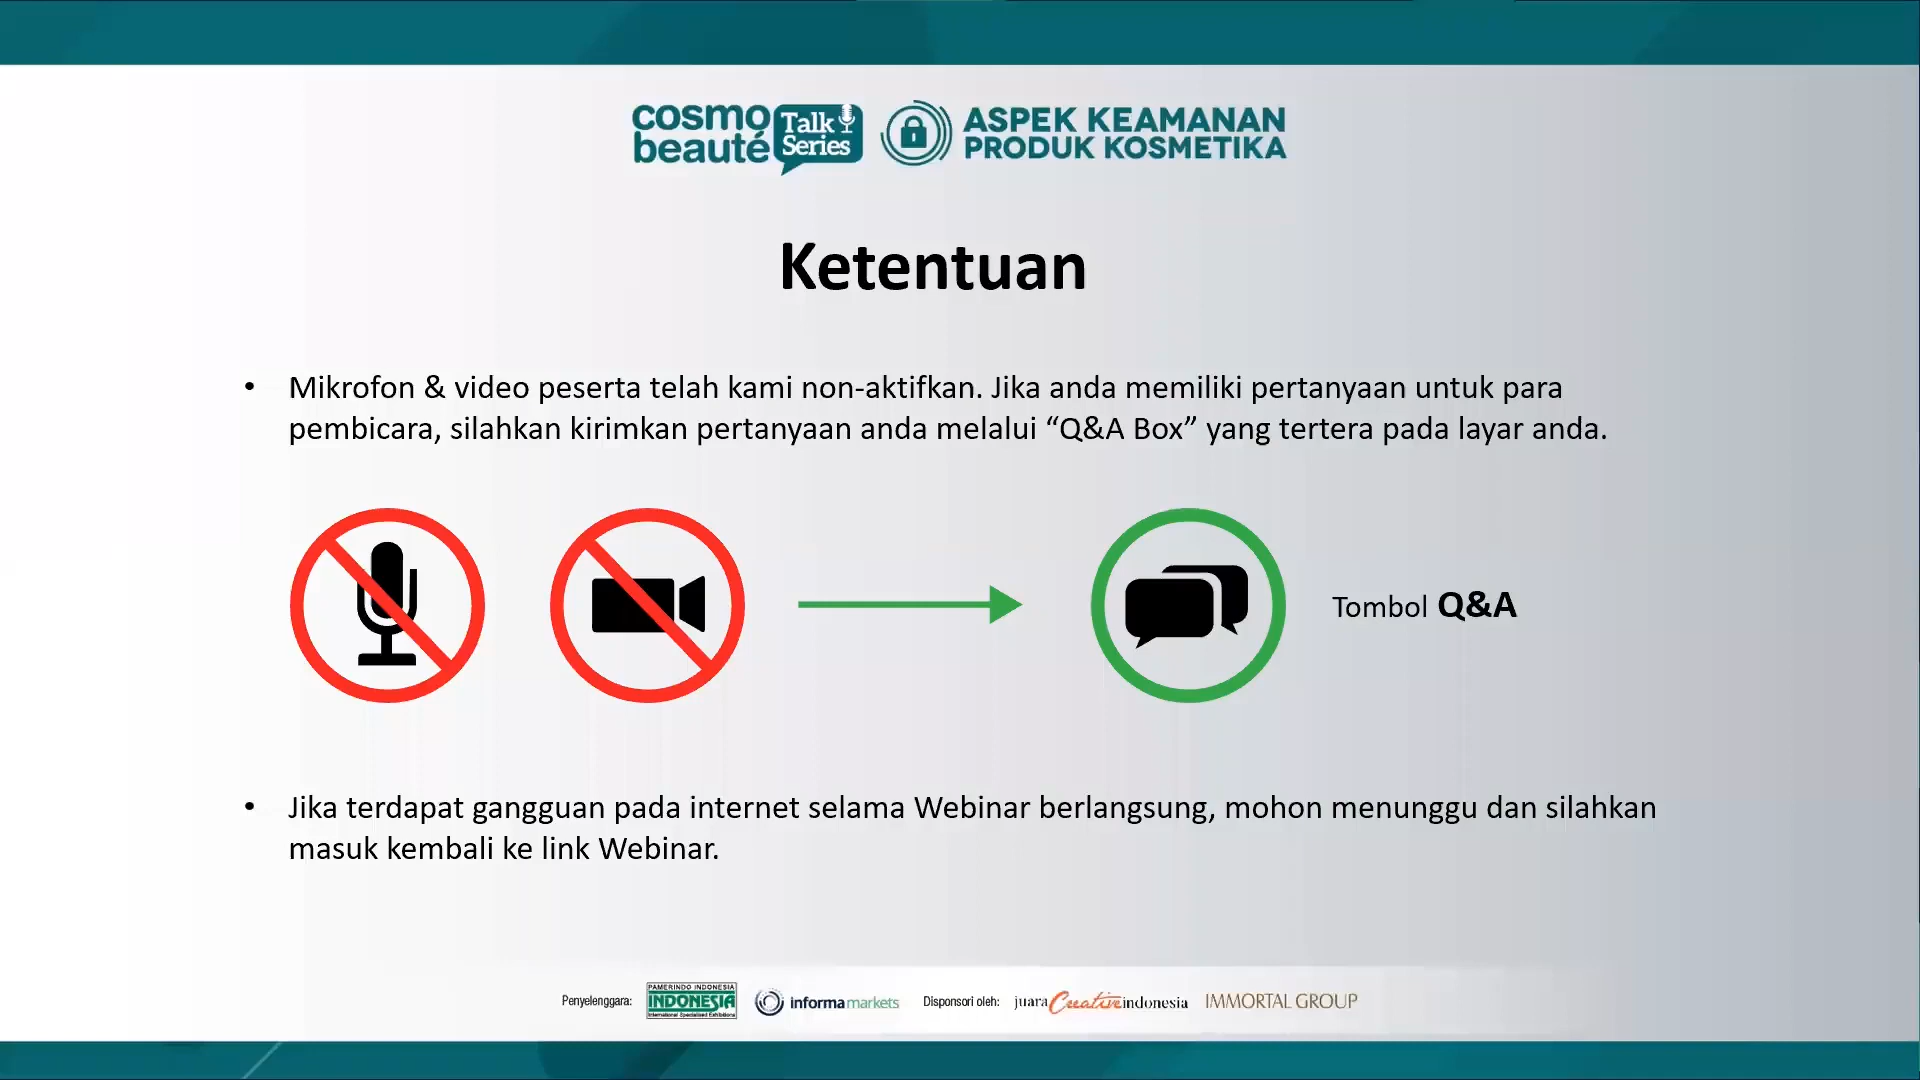 cosmo beauté Talk Series
ASPEK KEAMANAN
PRODUK KOSMETIKA
Ketentuan
• Mikrofon & video peserta telah kami non-aktifkan. Jika anda memiliki pertanyaan untuk para
pembicara, silahkan kirimkan pertanyaan anda melalui “Q&A Box” yang tertera pada layar anda.
Tombol Q&A
• Jika terdapat gangguan pada internet selama Webinar berlangsung, mohon menunggu dan silahkan
masuk kembali ke link Webinar.
Penyelenggara:
PAMERINDO INDONESIA
INDONESIA
International Specialised Exhibitions
informa markets
Disponsori oleh:
juara Creative indonesia
IMMORTAL GROUP